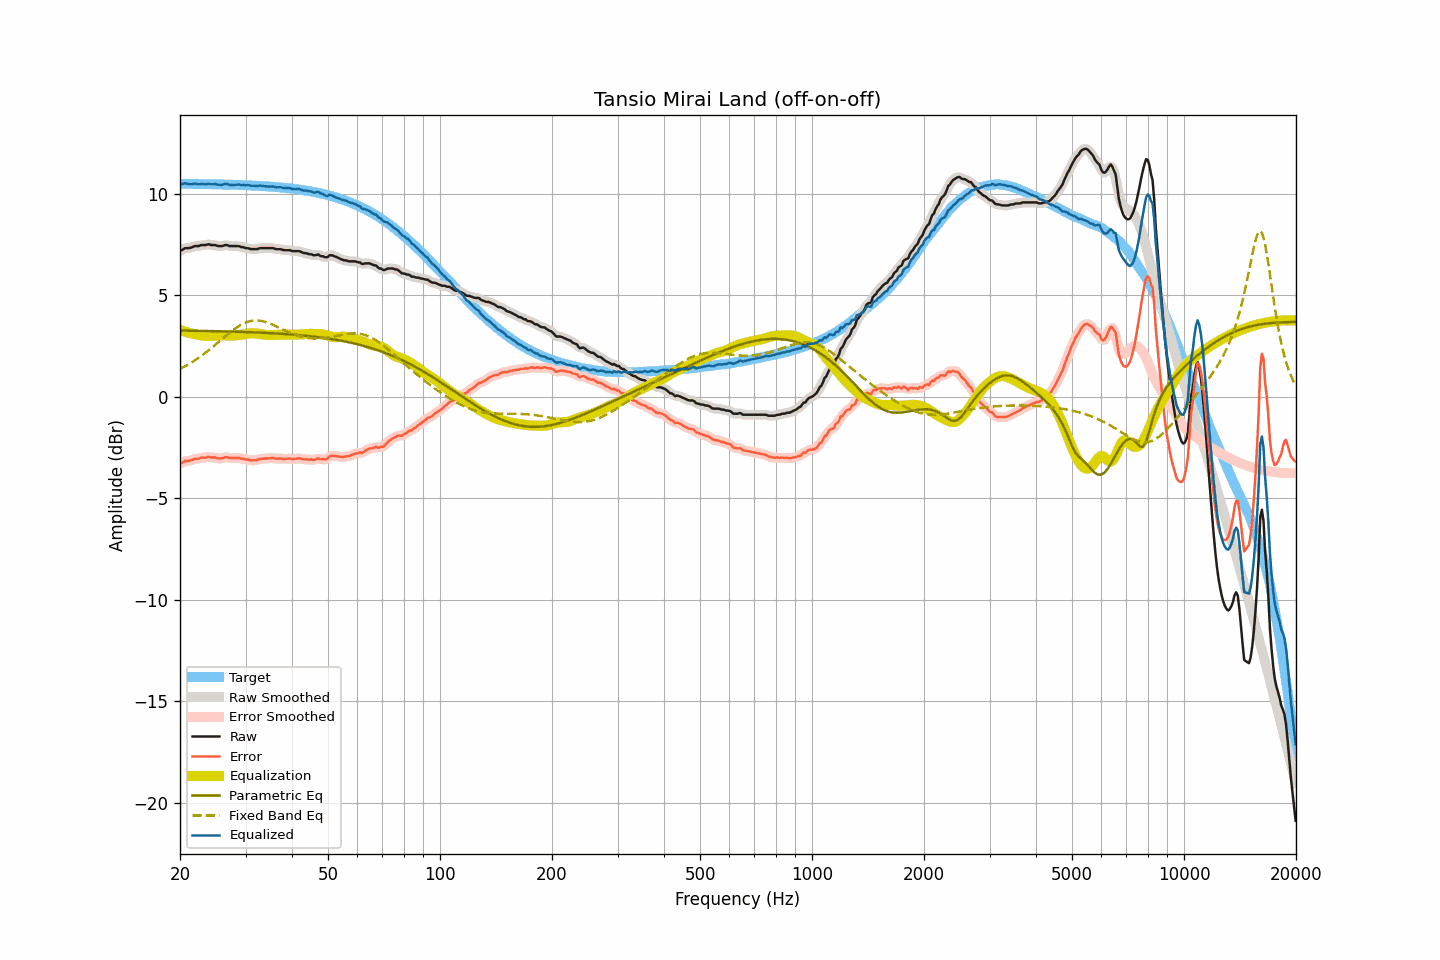 Tansio Mirai Land (off-on-off)
Amplitude (dBr)
10
5
0
−5
−10
−15
−20
Target
Raw Smoothed
Error Smoothed
Raw
Error
Equalization
Parametric Eq
Fixed Band Eq
Equalized
20 50 100 200 500 1000 2000 5000 10000 20000
Frequency (Hz)